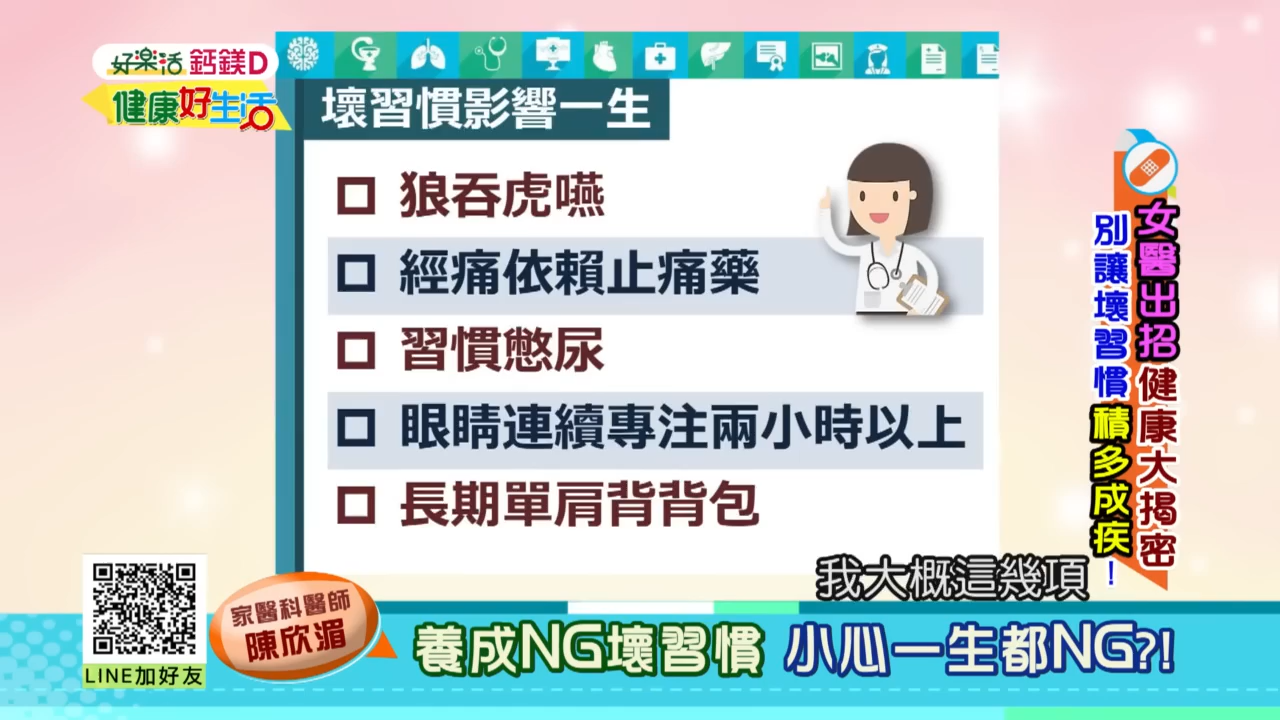 好樂活 鈣鎂D
健康好生活
壞習慣影響一生
狼吞虎嚥
經痛依賴止痛藥
習慣憋尿
眼睛連續專注兩小時以上
長期單肩背背包
女醫出招健康大揭密
別讓壞習慣積多成疾!
我大概這幾項
LINE加好友
家醫科醫師
陳欣湄
養成NG壞習慣 小心一生都NG?!